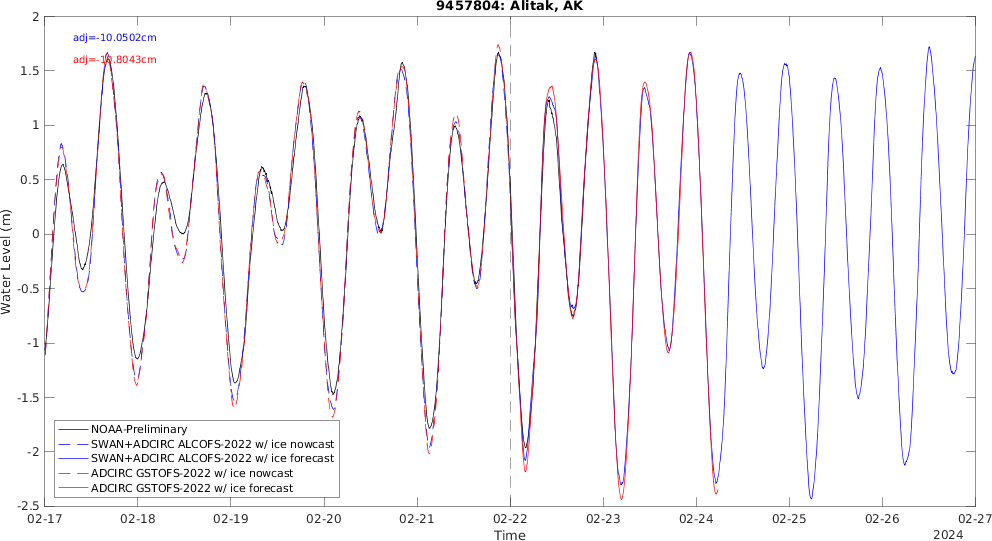 9457804: Alitak, AK
adj=-10.0502cm
adj=-10.8043cm
2
1.5
1
0.5
0
-0.5
-1
-1.5
-2
-2.5
Water Level (m)
NOAA-Preliminary
SWAN+ADCIRC ALCOFS-2022 w/ ice nowcast
SWAN+ADCIRC ALCOFS-2022 w/ ice forecast
ADCIRC GSTOFS-2022 w/ ice nowcast
ADCIRC GSTOFS-2022 w/ ice forecast
02-17 02-18 02-19 02-20 02-21 02-22 02-23 02-24 02-25 02-26 02-27
Time
2024